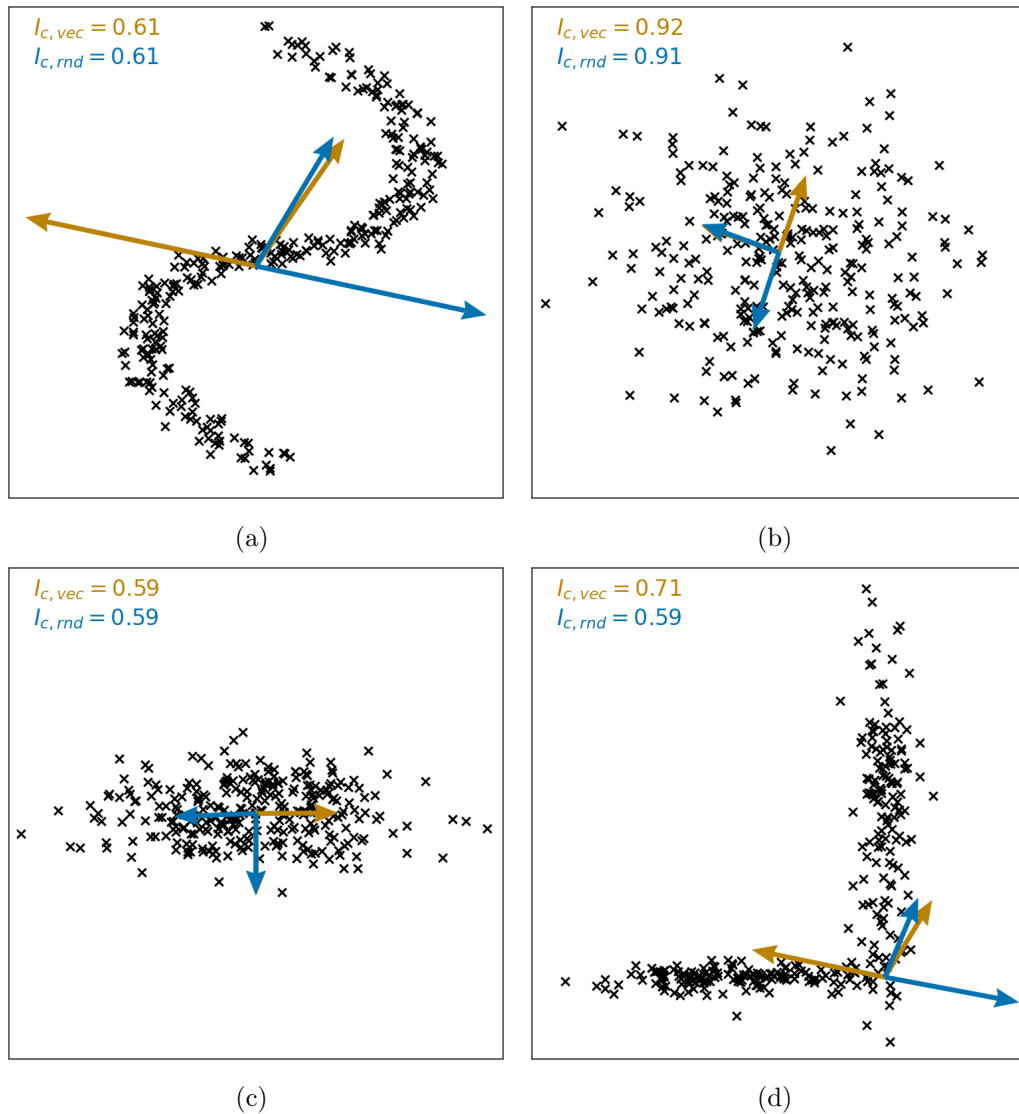 I_{c, vec} = 0.61
I_{c, rnd} = 0.61
I_{c, vec} = 0.92
I_{c, rnd} = 0.91
(a)
(b)
I_{c, vec} = 0.59
I_{c, rnd} = 0.59
I_{c, vec} = 0.71
I_{c, rnd} = 0.59
(c)
(d)